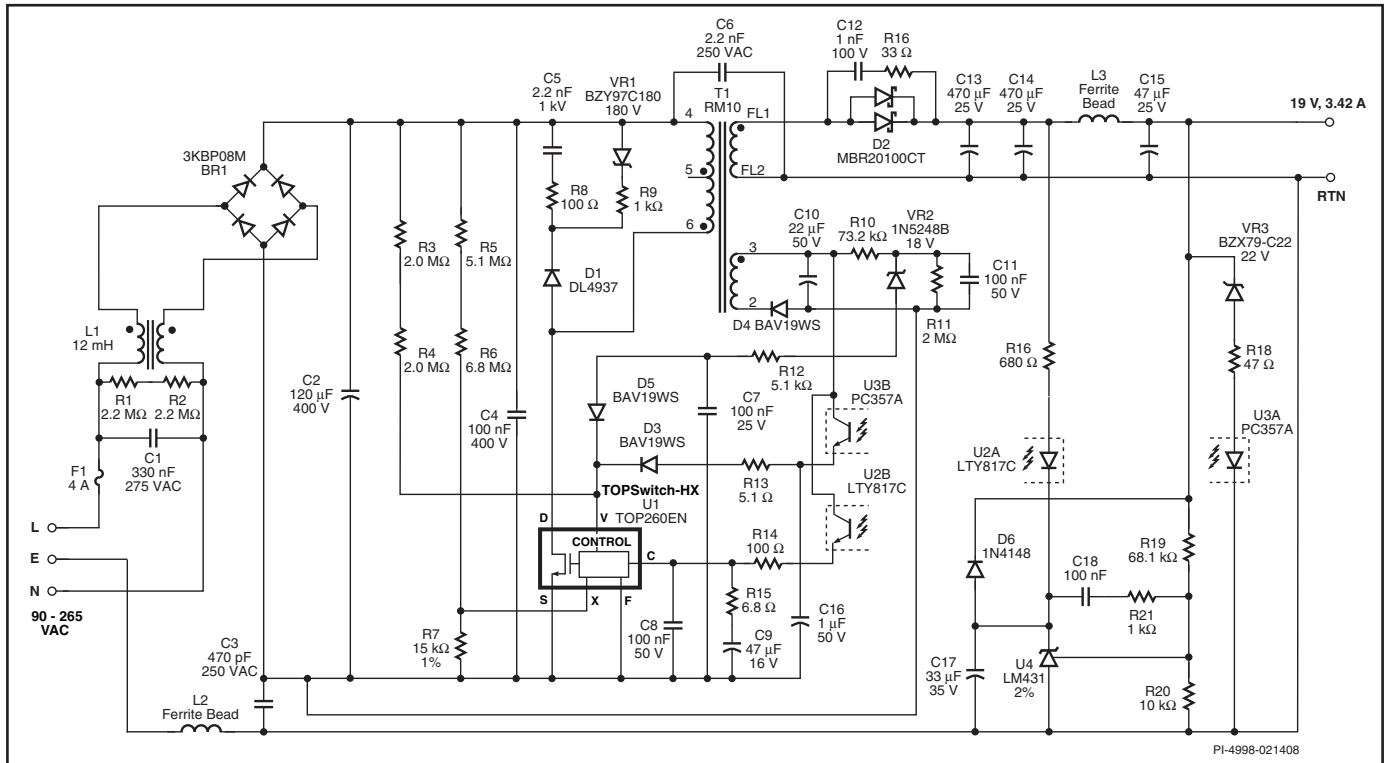 C6
2.2 nF
250 VAC
C12
1 nF
100 V
R16
33 Ω
C5
2.2 nF
1 kV
VR1
BZY97C180
180 V
T1
RM10
4
5
6
FL1
FL2
D2
MBR20100CT
C13
470 µF
25 V
C14
470 µF
25 V
L3
Ferrite
Bead
C15
47 µF
25 V
19 V, 3.42 A
RTN
3KBP08M
BR1
R8
100 Ω
R9
1 kΩ
R3
2.0 MΩ
R5
5.1 MΩ
D1
DL4937
3
2
C10
22 µF
50 V
R10
73.2 kΩ
VR2
1N5248B
18 V
C11
100 nF
50 V
R11
2 MΩ
D4 BAV19WS
VR3
BZX79-C22
22 V
L1
12 mH
R1
2.2 MΩ
R2
2.2 MΩ
C1
330 nF
275 VAC
F1
4 A
C2
120 µF
400 V
R4
2.0 MΩ
R6
6.8 MΩ
C4
100 nF
400 V
D5
BAV19WS
R12
5.1 kΩ
C7
100 nF
25 V
D3
BAV19WS
R13
5.1 Ω
U3B
PC357A
U2B
LTY817C
R16
680 Ω
R18
47 Ω
U2A
LTY817C
U3A
PC357A
TOPSwitch-HX
U1
TOP260EN
D
V
CONTROL
C
S
X
F
R14
100 Ω
R15
6.8 Ω
C8
100 nF
50 V
C9
47 µF
16 V
C16
1 µF
50 V
R7
15 kΩ
1%
D6
1N4148
C18
100 nF
R19
68.1 kΩ
R21
1 kΩ
C17
33 µF
35 V
U4
LM431
2%
R20
10 kΩ
L
E
N
90 - 265
VAC
C3
470 pF
250 VAC
L2
Ferrite Bead
PI-4998-021408